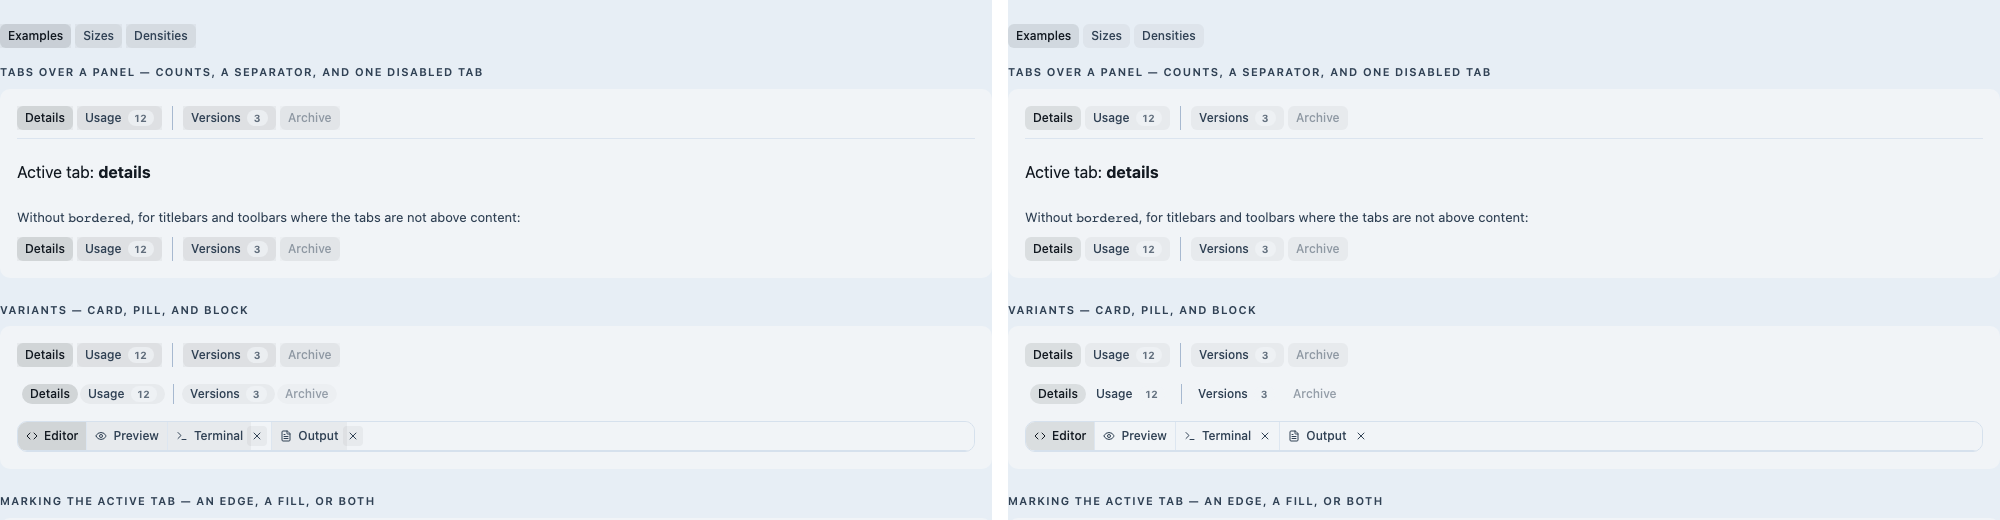 Examples Sizes Densities
TABS OVER A PANEL — COUNTS, A SEPARATOR, AND ONE DISABLED TAB
Details Usage 12 Versions 3 Archive
Active tab: details
Without bordered, for titlebars and toolbars where the tabs are not above content:
Details Usage 12 Versions 3 Archive
VARIANTS — CARD, PILL, AND BLOCK
Details Usage 12 Versions 3 Archive
Details Usage 12 Versions 3 Archive
Editor Preview Terminal Output
MARKING THE ACTIVE TAB — AN EDGE, A FILL, OR BOTH
Examples Sizes Densities
TABS OVER A PANEL — COUNTS, A SEPARATOR, AND ONE DISABLED TAB
Details Usage 12 Versions 3 Archive
Active tab: details
Without bordered, for titlebars and toolbars where the tabs are not above content:
Details Usage 12 Versions 3 Archive
VARIANTS — CARD, PILL, AND BLOCK
Details Usage 12 Versions 3 Archive
Details Usage 12 Versions 3 Archive
Editor Preview Terminal Output
MARKING THE ACTIVE TAB — AN EDGE, A FILL, OR BOTH